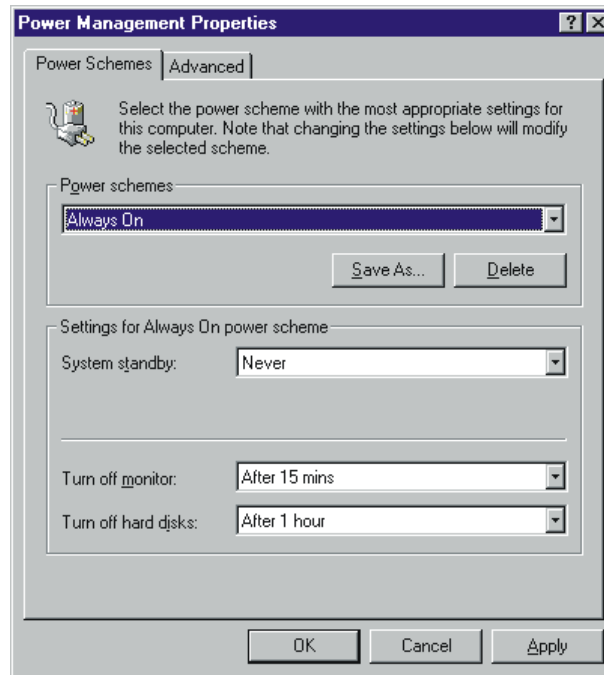 Power Management Properties
Power Schemes Advanced
Select the power scheme with the most appropriate settings for
this computer. Note that changing the settings below will modify
the selected scheme.
Power schemes
Always On
Save As... Delete
Settings for Always On power scheme
System standby: Never
Turn off monitor: After 15 mins
Turn off hard disks: After 1 hour
OK Cancel Apply